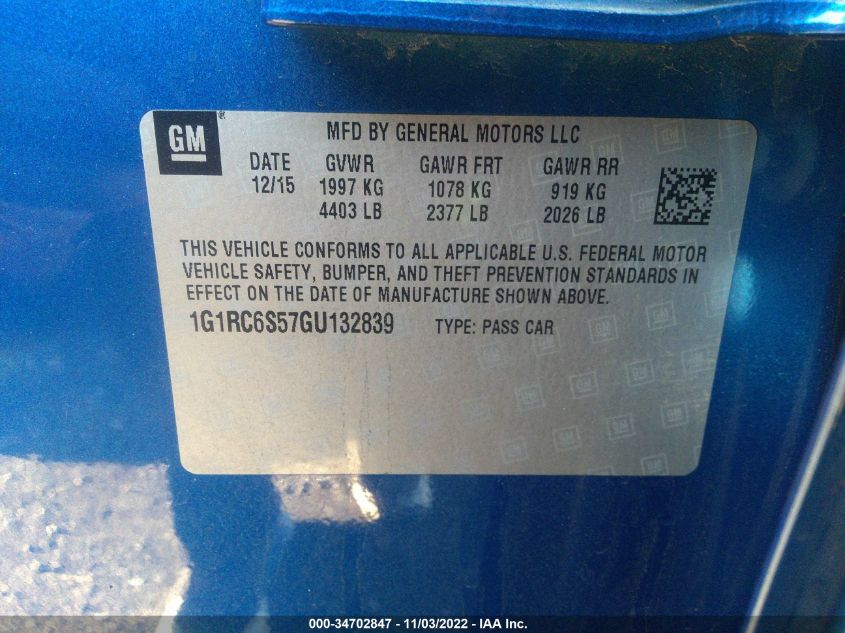 GM ®
MFD BY GENERAL MOTORS LLC
DATE GVWR GAWR FRT GAWR RR
12/15 1997 KG 1078 KG 919 KG
4403 LB 2377 LB 2026 LB
THIS VEHICLE CONFORMS TO ALL APPLICABLE U.S. FEDERAL MOTOR
VEHICLE SAFETY, BUMPER, AND THEFT PREVENTION STANDARDS IN
EFFECT ON THE DATE OF MANUFACTURE SHOWN ABOVE.
1G1RC6S57GU132839 TYPE: PASS CAR
000-34702847 - 11/03/2022 - IAA Inc.